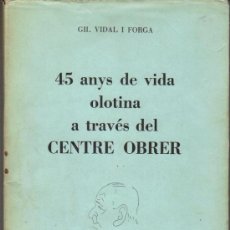 GIL VIDAL I FORGA
45 anys de vida
olotina
a través del
CENTRE OBRER